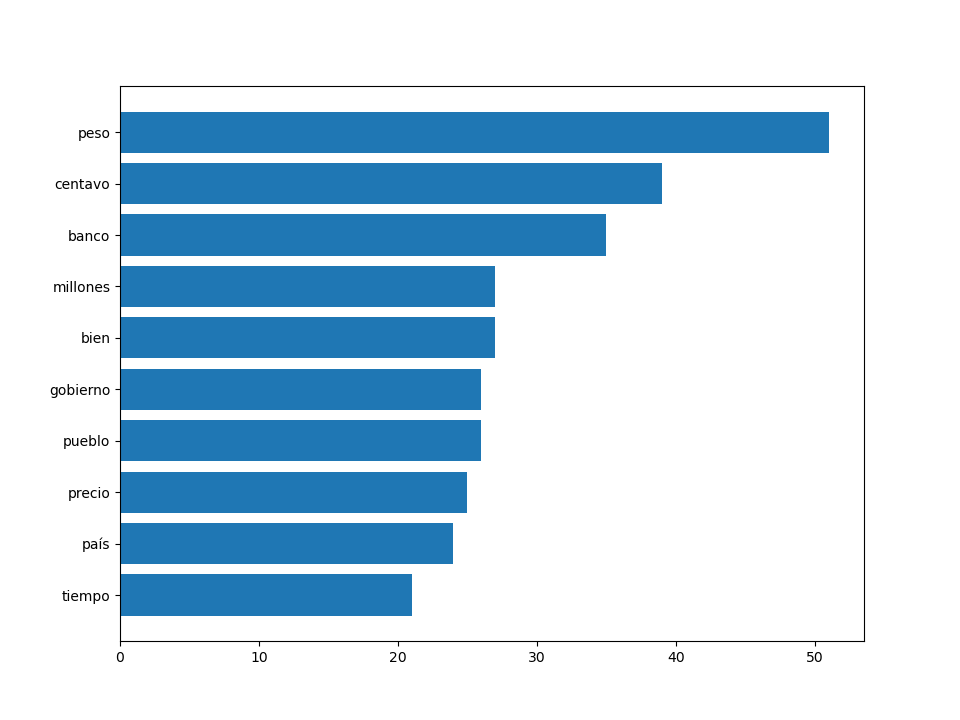 peso
centavo
banco
millones
bien
gobierno
pueblo
precio
país
tiempo
0 10 20 30 40 50